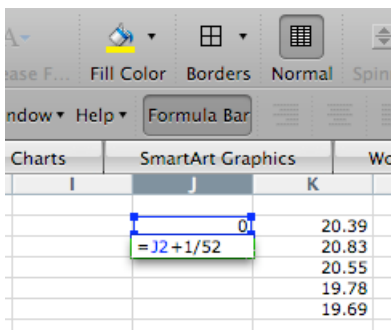 A
ease F... Fill Color Borders Normal Spin
ndow Help Formula Bar
Charts SmartArt Graphics Wo
I J K
0 20.39
=J2+1/52 20.83
20.55
19.78
19.69